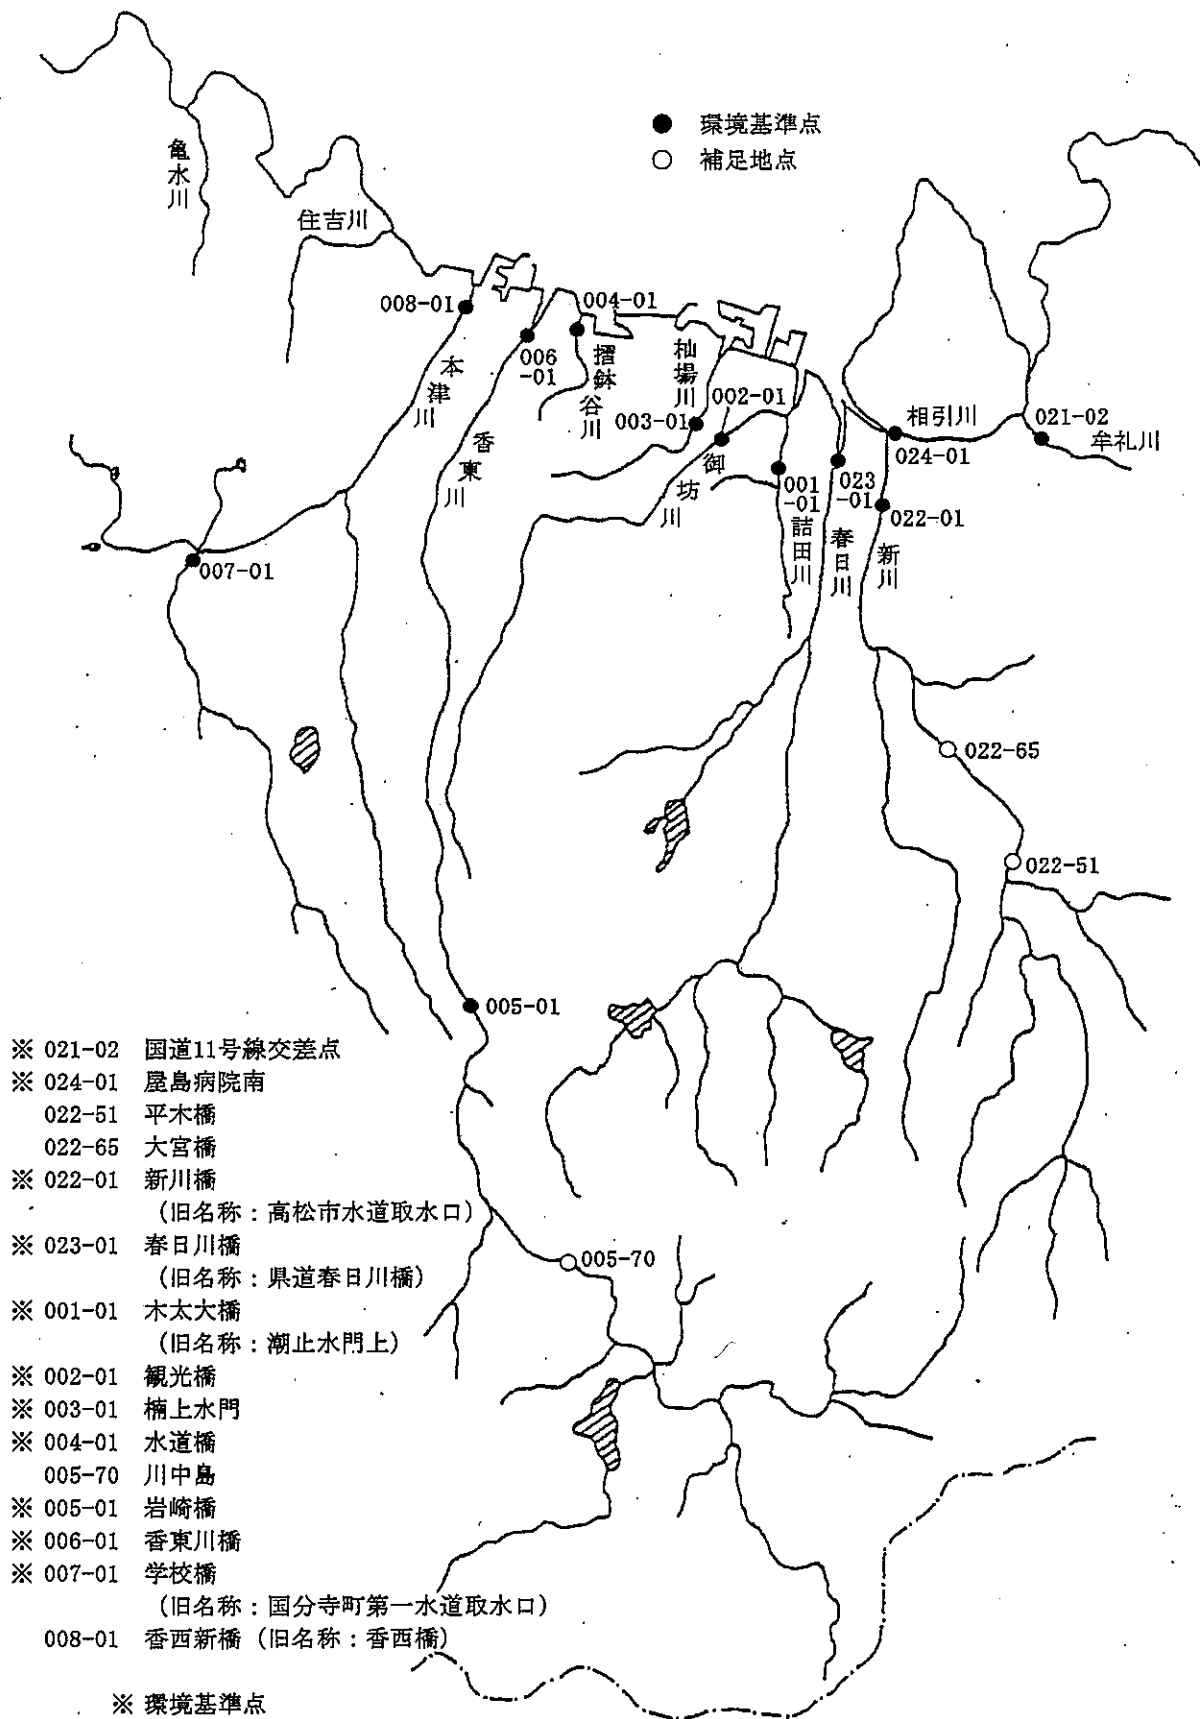 ● 環境基準点
○ 補足地点
亀水川
住吉川
008-01
004-01
006
-01
本津川
香東川
摺鉢谷川
杣場川
002-01
003-01
御坊川
001
-01
詰田川
023
-01
春日川
相引川
024-01
021-02
牟礼川
022-01
新川
007-01
022-65
022-51
005-01
005-70
※ 021-02 国道11号線交差点
※ 024-01 屋島病院南
022-51 平木橋
022-65 大宮橋
※ 022-01 新川橋
(旧名称:高松市水道取水口)
※ 023-01 春日川橋
(旧名称:県道春日川橋)
※ 001-01 木太大橋
(旧名称:潮止水門上)
※ 002-01 観光橋
※ 003-01 楠上水門
※ 004-01 水道橋
005-70 川中島
※ 005-01 岩崎橋
※ 006-01 香東川橋
※ 007-01 学校橋
(旧名称:国分寺町第一水道取水口)
008-01 香西新橋(旧名称:香西橋)
※ 環境基準点